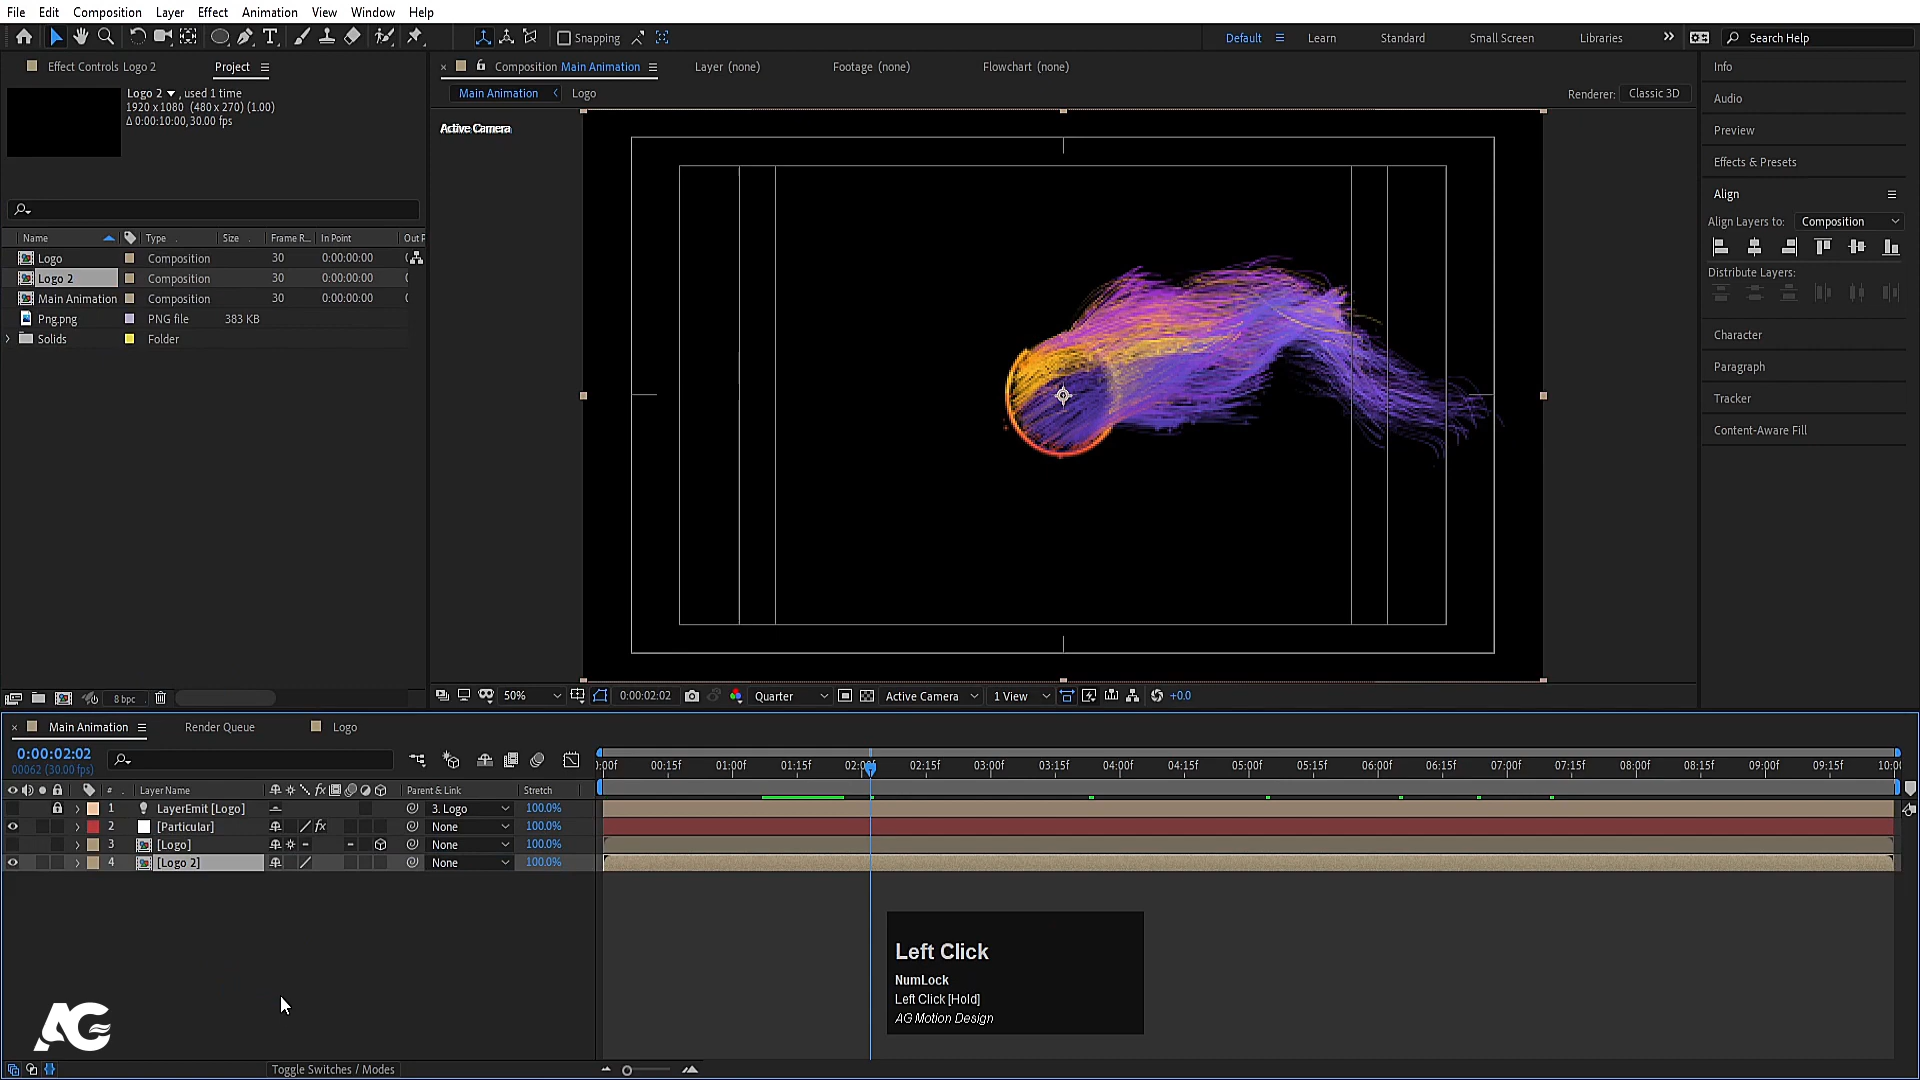 File Edit Composition Layer Effect Animation View Window Help
Snapping
Default Learn Standard Small Screen Libraries Search Help
Effect Controls Logo 2 Project
Composition Main Animation Layer (none) Footage (none) Flowchart (none)
Info
Logo 2 , used 1 time
1920 x 1080 (480 x 270) (1.00)
Δ 0:00:10:00, 30.00 fps
Main Animation Logo
Renderer: Classic 3D
Active Camera
Audio
Preview
Effects & Presets
Align
Align Layers to: Composition
Distribute Layers:
Character
Paragraph
Tracker
Content-Aware Fill
Name Type Size Frame R... In Point Out P
Logo Composition 30 0:00:00:00
Logo 2 Composition 30 0:00:00:00
Main Animation Composition 30 0:00:00:00
Png.png PNG file 383 KB
Solids Folder
8 bpc
50% 0:00:02:02 Quarter Active Camera 1 View +0.0
Main Animation Render Queue Logo
0:00:02:02
00062 (30.00 fps)
:00f 00:15f 01:00f 01:15f 02:00f 02:15f 03:00f 03:15f 04:00f 04:15f 05:00f 05:15f 06:00f 06:15f 07:00f 07:15f 08:00f 08:15f 09:00f 09:15f 10:00
# Layer Name fx Parent & Link Stretch
1 LayerEmit [Logo] 3. Logo 100.0%
2 [Particular] fx None 100.0%
3 [Logo] None 100.0%
4 [Logo 2] None 100.0%
Left Click
NumLock
Left Click [Hold]
AG Motion Design
AG
Toggle Switches / Modes